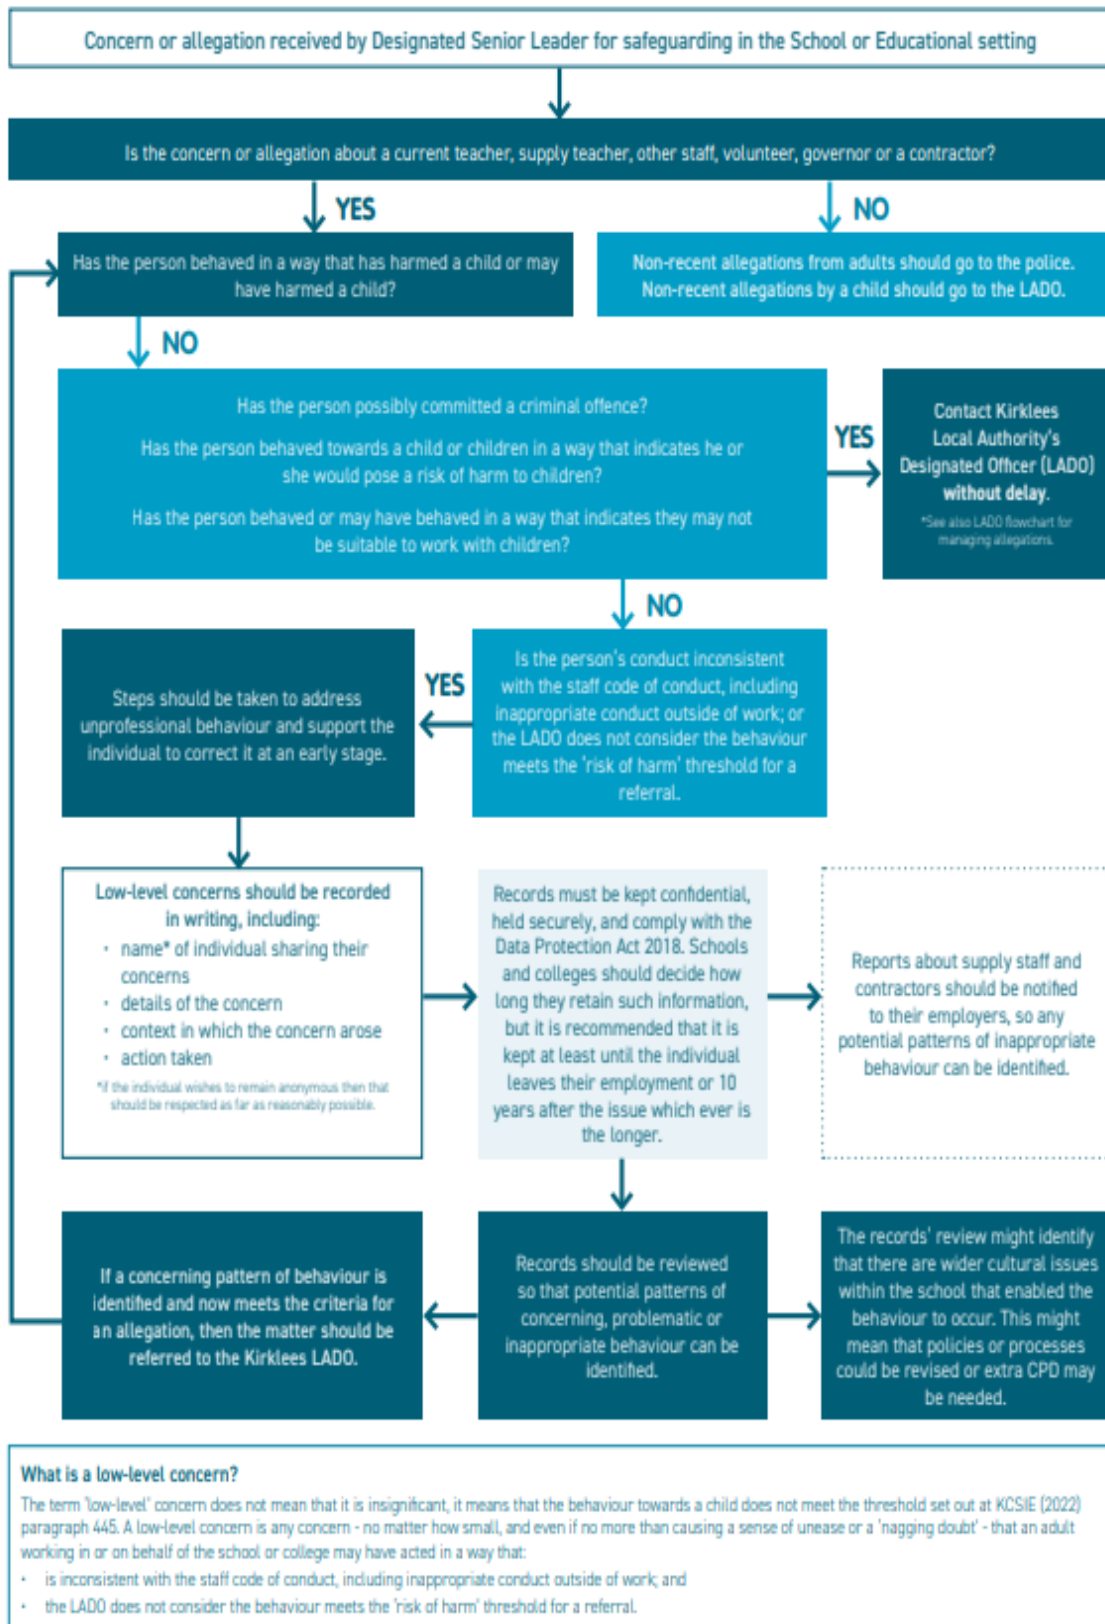 Concern or allegation received by Designated Senior Leader for safeguarding in the School or Educational setting
Is the concern or allegation about a current teacher, supply teacher, other staff, volunteer, governor or a contractor?
YES
NO
Has the person behaved in a way that has harmed a child or may
have harmed a child?
Non-recent allegations from adults should go to the police.
Non-recent allegations by a child should go to the LADO.
NO
Has the person possibly committed a criminal offence?
Has the person behaved towards a child or children in a way that indicates he or
she would pose a risk of harm to children?
Has the person behaved or may have behaved in a way that indicates they may not
be suitable to work with children?
YES
Contact Kirklees
Local Authority's
Designated Officer (LADO)
without delay.
*See also LADO flowchart for
managing allegations.
NO
Is the person's conduct inconsistent
with the staff code of conduct, including
inappropriate conduct outside of work; or
the LADO does not consider the behaviour
meets the 'risk of harm' threshold for a
referral.
YES
Steps should be taken to address
unprofessional behaviour and support the
individual to correct it at an early stage.
Low-level concerns should be recorded
in writing, including:
• name* of individual sharing their
concerns
• details of the concern
• context in which the concern arose
• action taken
*if the individual wishes to remain anonymous then that
should be respected as far as reasonably possible.
Records must be kept confidential,
held securely, and comply with the
Data Protection Act 2018. Schools
and colleges should decide how
long they retain such information,
but it is recommended that it is
kept at least until the individual
leaves their employment or 10
years after the issue which ever is
the longer.
Reports about supply staff and
contractors should be notified
to their employers, so any
potential patterns of inappropriate
behaviour can be identified.
If a concerning pattern of behaviour is
identified and now meets the criteria for
an allegation, then the matter should be
referred to the Kirklees LADO.
Records should be reviewed
so that potential patterns of
concerning, problematic or
inappropriate behaviour can be
identified.
The records' review might identify
that there are wider cultural issues
within the school that enabled the
behaviour to occur. This might
mean that policies or processes
could be revised or extra CPD may
be needed.
What is a low-level concern?
The term 'low-level' concern does not mean that it is insignificant, it means that the behaviour towards a child does not meet the threshold set out at KCSIE (2022)
paragraph 445. A low-level concern is any concern - no matter how small, and even if no more than causing a sense of unease or a 'nagging doubt' - that an adult
working in or on behalf of the school or college may have acted in a way that:
• is inconsistent with the staff code of conduct, including inappropriate conduct outside of work; and
• the LADO does not consider the behaviour meets the 'risk of harm' threshold for a referral.